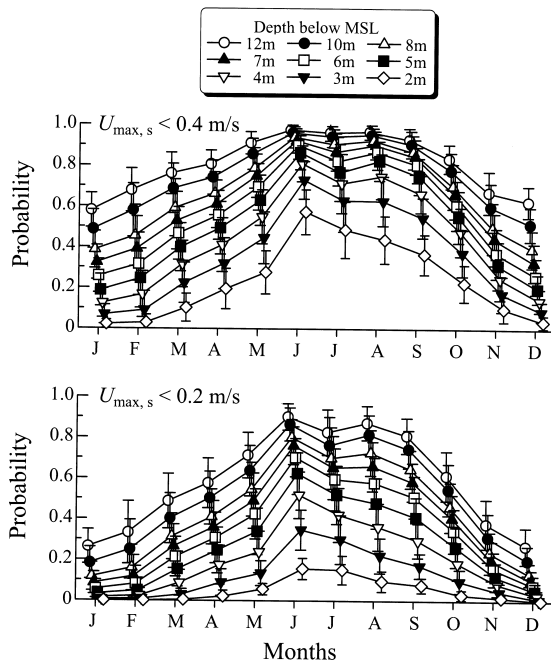 Depth below MSL
12m 10m 8m
7m 6m 5m
4m 3m 2m
1.0
U max, s < 0.4 m/s
0.8
0.6
0.4
0.2
0
Probability
J F M A M J J A S O N D
1.0
U max, s < 0.2 m/s
0.8
0.6
0.4
0.2
0
Probability
J F M A M J J A S O N D
Months